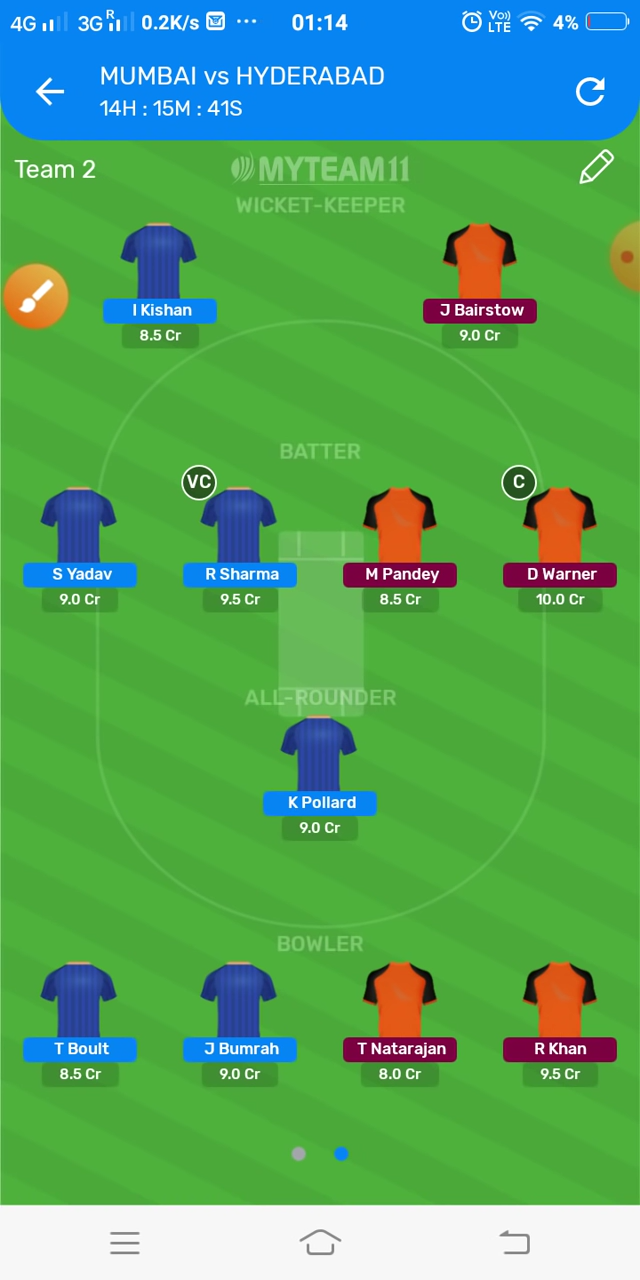 4G 3G R 0.2K/s ... 01:14 Vo) LTE 4%
MUMBAI vs HYDERABAD
14H : 15M : 41S
Team 2
MYTEAM11
WICKET-KEEPER
I Kishan J Bairstow
8.5 Cr 9.0 Cr
BATTER
VC C
S Yadav R Sharma M Pandey D Warner
9.0 Cr 9.5 Cr 8.5 Cr 10.0 Cr
ALL-ROUNDER
K Pollard
9.0 Cr
BOWLER
T Boult J Bumrah T Natarajan R Khan
8.5 Cr 9.0 Cr 8.0 Cr 9.5 Cr